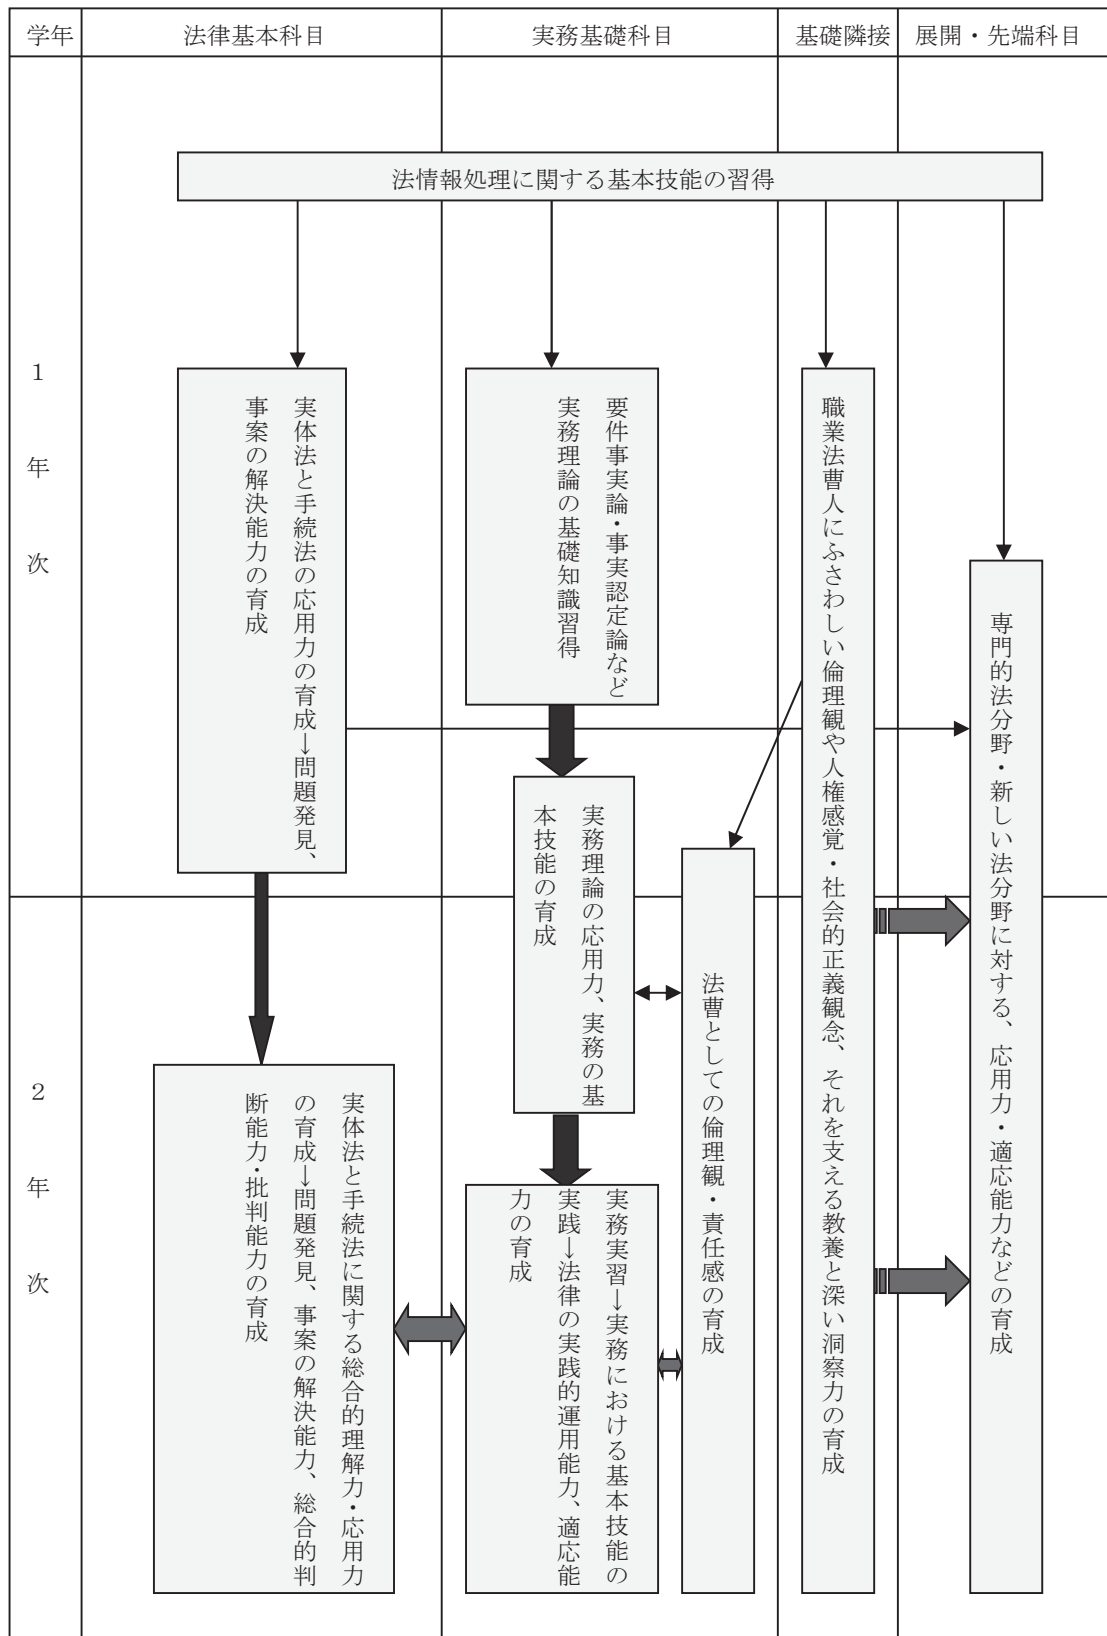 学年
法律基本科目
実務基礎科目
基礎隣接
展開・先端科目
法情報処理に関する基本技能の習得
1年次
実体法と手続法の応用力の育成→問題発見、
事案の解決能力の育成
要件事実論・事実認定論など
実務理論の基礎知識習得
職業法曹人にふさわしい倫理観や人権感覚・社会的正義観念、それを支える教養と深い洞察力の育成
専門的法分野・新しい法分野に対する、応用力・適応能力などの育成
実務理論の応用力、実務の基
本技能の育成
法曹としての倫理観・責任感の育成
2年次
実体法と手続法に関する総合的理解力・応用力
の育成→問題発見、事案の解決能力、総合的判
断能力・批判能力の育成
実務実習→実務における基本技能の
実践→法律の実践的運用能力、適応能
力の育成